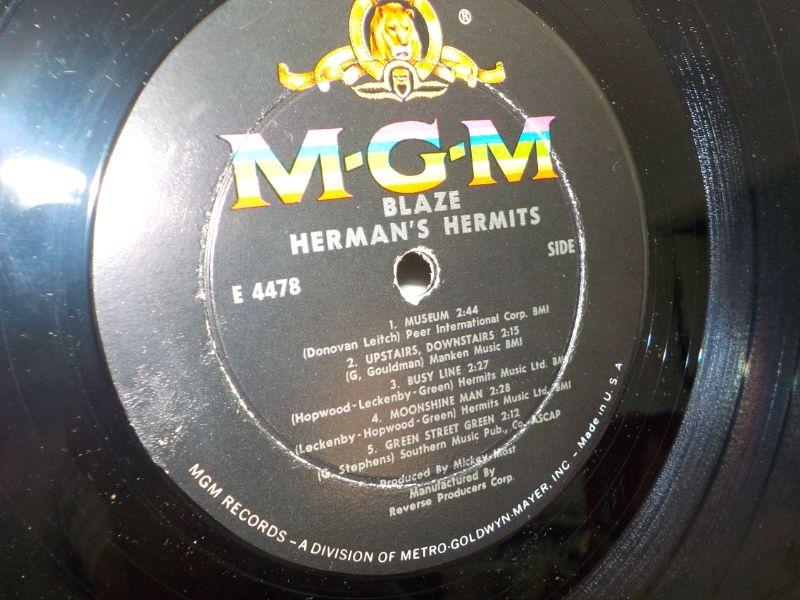 ®
M-G-M
BLAZE
HERMAN'S HERMITS
SIDE
E 4478
1. MUSEUM 2:44
(Donovan Leitch) Peer International Corp. BMI
2. UPSTAIRS, DOWNSTAIRS 2:15
(G, Gouldman) Manken Music BMI
3. BUSY LINE 2:27
(Hopwood-Leckenby-Green) Hermits Music Ltd. BMI
4. MOONSHINE MAN 2:28
(Leckenby-Hopwood-Green) Hermits Music Ltd. BMI
5. GREEN STREET GREEN 2:12
(G. Stephens) Southern Music Pub., Co. ASCAP
Produced By Mickey Most
Manufactured By
Reverse Producers Corp.
MGM RECORDS - A DIVISION OF METRO-GOLDWYN-MAYER, INC - Made in U.S.A